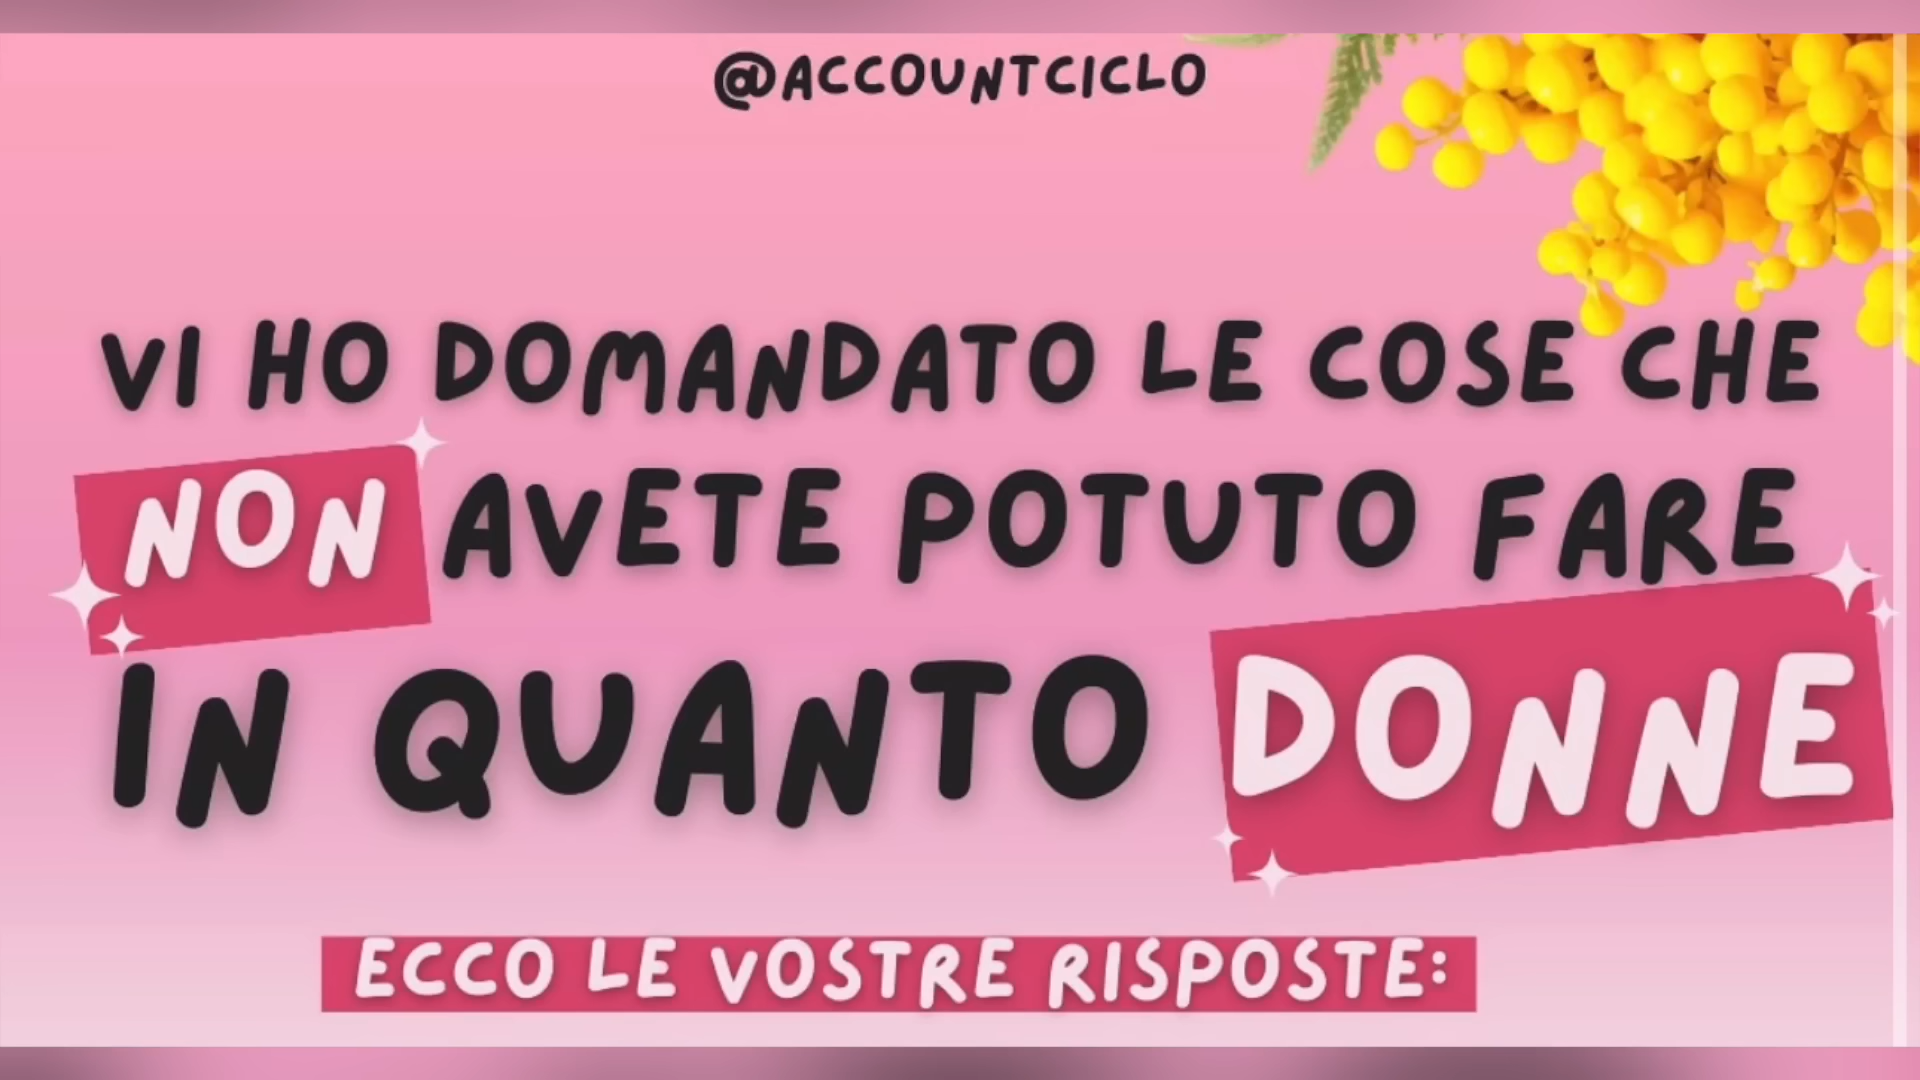 @ACCOUNTCICLO
VI HO DOMANDATO LE COSE CHE
NON AVETE POTUTO FARE
IN QUANTO DONNE
ECCO LE VOSTRE RISPOSTE: